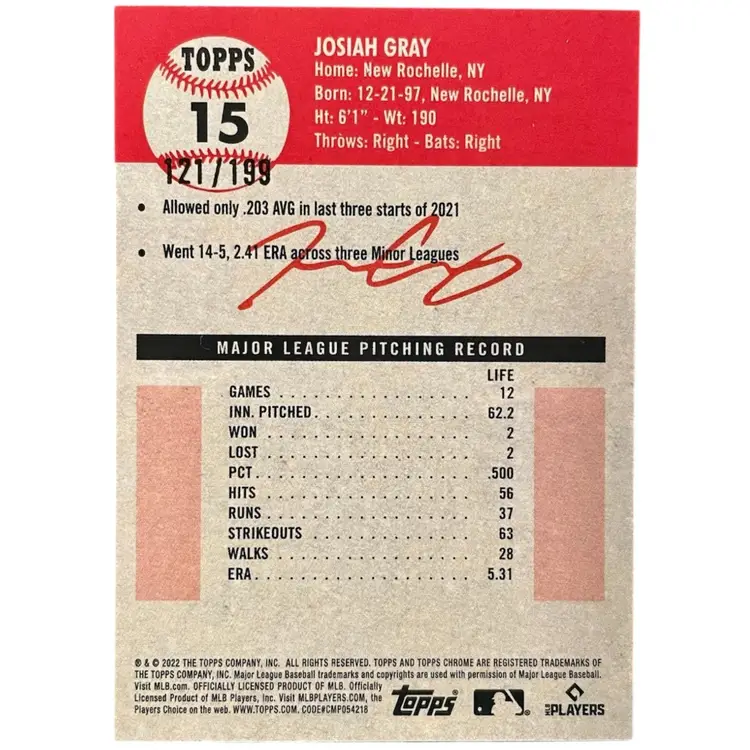 TOPPS
15
121/199
JOSIAH GRAY
Home: New Rochelle, NY
Born: 12-21-97, New Rochelle, NY
Ht: 6'1" - Wt: 190
Throws: Right - Bats: Right
• Allowed only .203 AVG in last three starts of 2021
• Went 14-5, 2.41 ERA across three Minor Leagues
MAJOR LEAGUE PITCHING RECORD
LIFE
GAMES 12
INN. PITCHED 62.2
WON 2
LOST 2
PCT. .500
HITS 56
RUNS 37
STRIKEOUTS 63
WALKS 28
ERA 5.31
® & © 2022 THE TOPPS COMPANY, INC. ALL RIGHTS RESERVED. TOPPS AND TOPPS CHROME ARE REGISTERED TRADEMARKS OF
THE TOPPS COMPANY, INC. Major League Baseball trademarks and copyrights are used with permission of Major League Baseball.
Visit MLB.com. OFFICIALLY LICENSED PRODUCT OF MLB. Officially
Licensed Product of MLB Players, Inc. Visit MLBPLAYERS.COM, the
Players Choice on the web. WWW.TOPPS.COM. CODE#CMP054218
topps
MLB PLAYERS